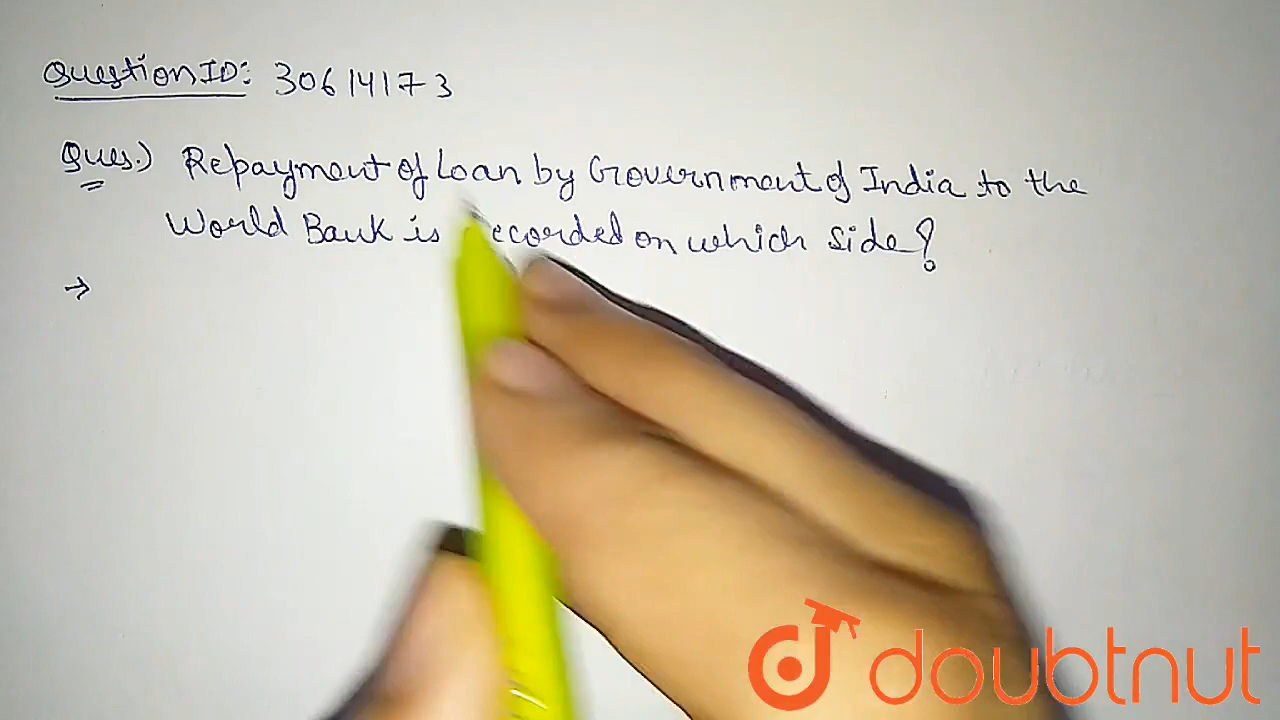 Question ID: 30614173
Ques.) Repayment of Loan by Government of India to the
World Bank is recorded on which side?
→
doubtnut